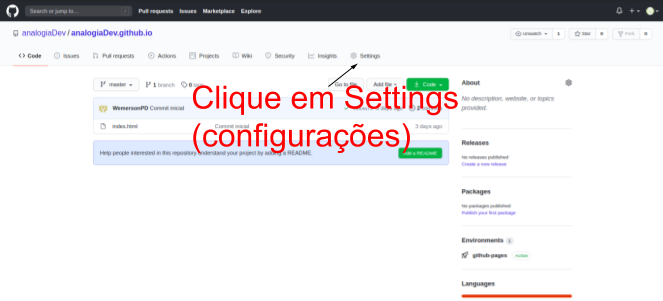 Search or jump to...
/
Pull requests
Issues
Marketplace
Explore
analogiaDev / analogiaDev.github.io
Unwatch
1
Star
0
Fork
0
Code
Issues
Pull requests
Actions
Projects
Wiki
Security
Insights
Settings
master
1 branch
0
Go to file
Add file
Code
About
No description, website, or topics
provided.
Clique em Settings
(configurações)
WemersonPD Commit inicial
index.html
Commit inicial
3 days ago
Help people interested in this repository understand your project by adding a README.
Add a README
Releases
No releases published
Create a new release
Packages
No packages published
Publish your first package
Environments 1
github-pages
Active
Languages